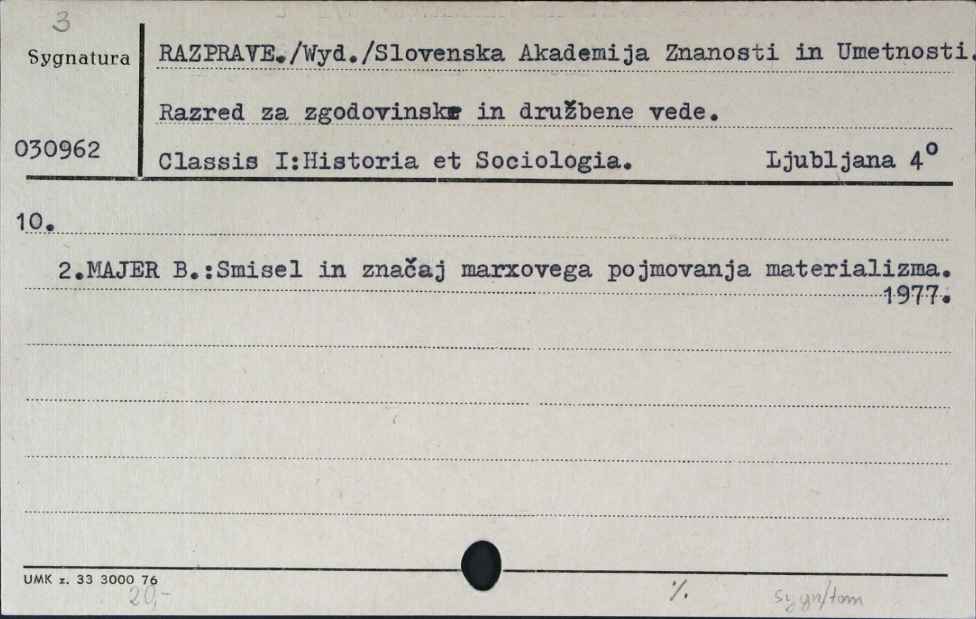 3
Sygnatura
RAZPRAVE./Wyd./Slovenska Akademija Znanosti in Umetnosti.
Razred za zgodovinske in družbene vede.
030962
Classis I:Historia et Sociologia. Ljubljana 4°
10.
2.MAJER B.:Smisel in značaj marxovega pojmovanja materializma.
1977.
UMK z. 33 3000 76
20,-
./.
sygn/tom